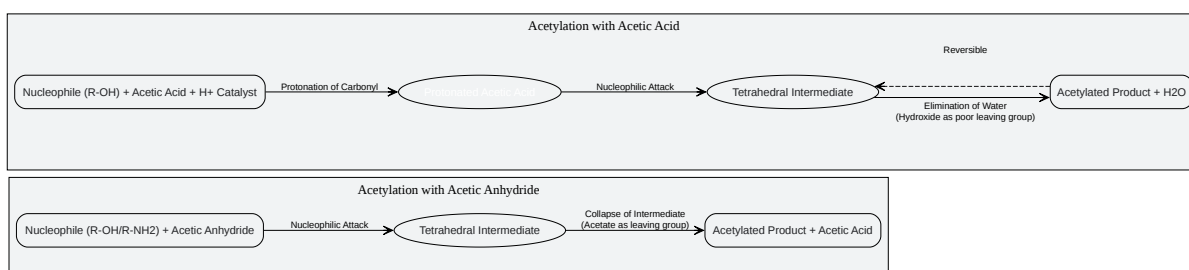 Acetylation with Acetic Acid
Reversible
Nucleophile (R-OH) + Acetic Acid + H+ Catalyst
Protonation of Carbonyl
Protonated Acetic Acid
Nucleophilic Attack
Tetrahedral Intermediate
Elimination of Water
(Hydroxide as poor leaving group)
Acetylated Product + H2O
Acetylation with Acetic Anhydride
Nucleophile (R-OH/R-NH2) + Acetic Anhydride
Nucleophilic Attack
Tetrahedral Intermediate
Collapse of Intermediate
(Acetate as leaving group)
Acetylated Product + Acetic Acid